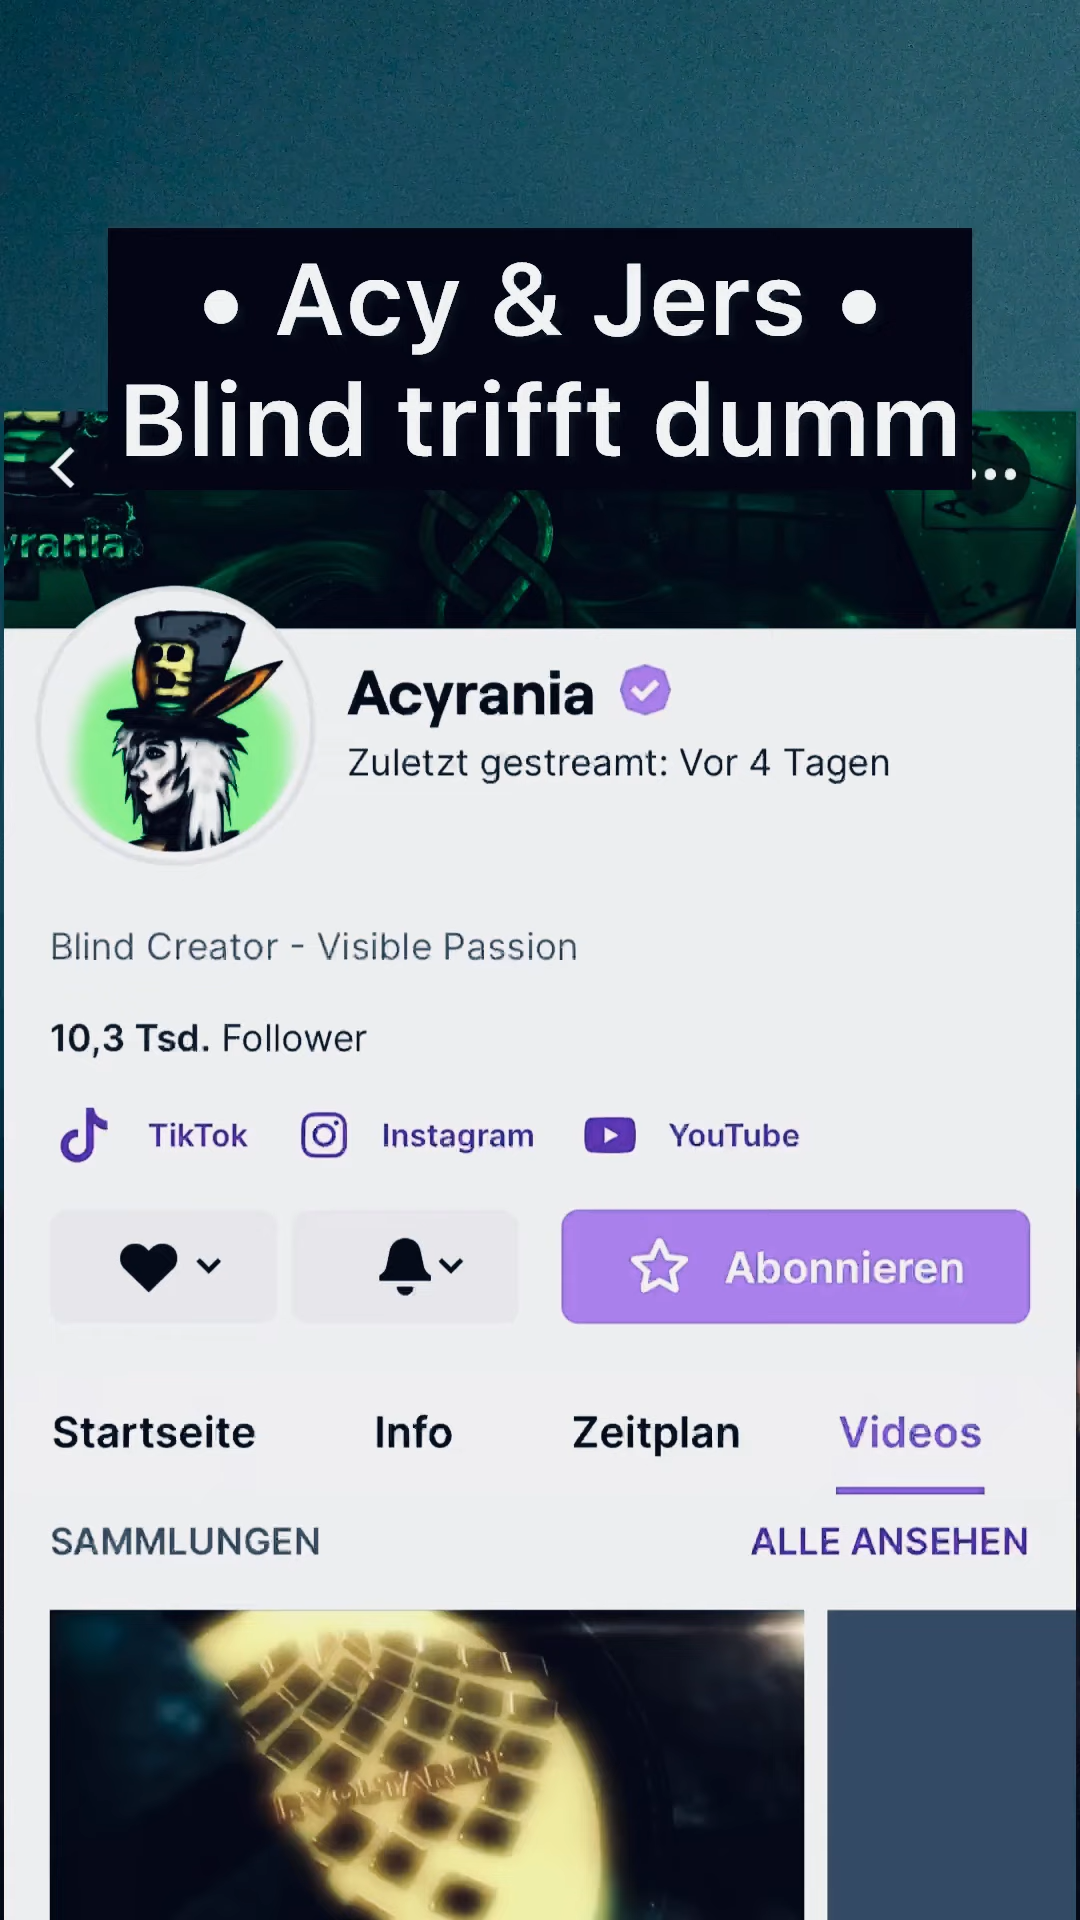 • Acy & Jers •
Blind trifft dumm
yrania
Acyrania
Zuletzt gestreamt: Vor 4 Tagen
Blind Creator - Visible Passion
10,3 Tsd. Follower
TikTok Instagram YouTube
Abonnieren
Startseite Info Zeitplan Videos
SAMMLUNGEN ALLE ANSEHEN